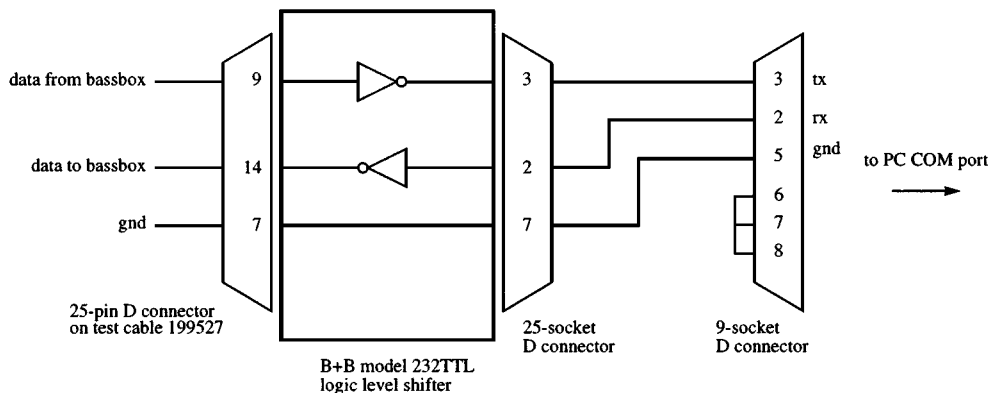 data from bassbox
9
3
3
tx
2
rx
data to bassbox
14
2
5
gnd
to PC COM port
6
gnd
7
7
7
8
25-pin D connector
on test cable 199527
25-socket
D connector
9-socket
D connector
B+B model 232TTL
logic level shifter